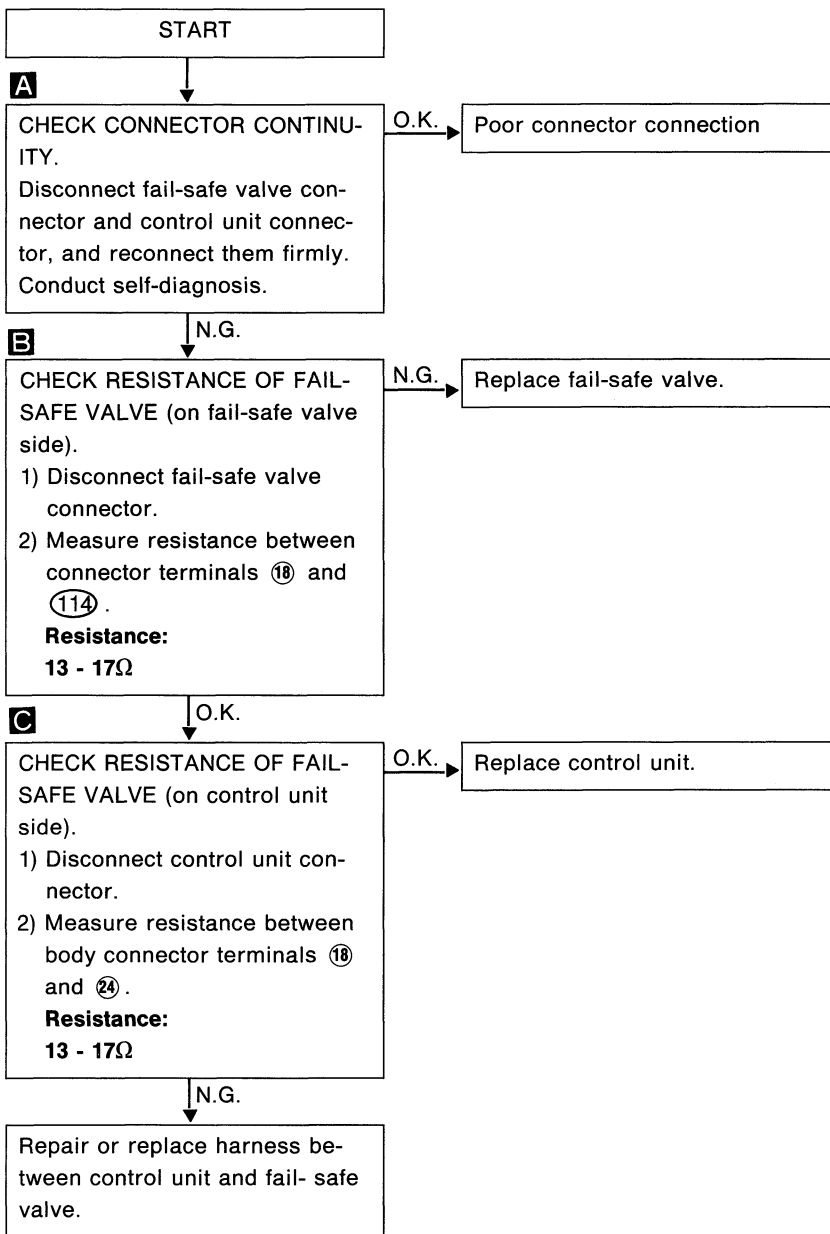 START
A
CHECK CONNECTOR CONTINU-
ITY.
Disconnect fail-safe valve con-
nector and control unit connec-
tor, and reconnect them firmly.
Conduct self-diagnosis.
O.K.
Poor connector connection
N.G.
B
CHECK RESISTANCE OF FAIL-
SAFE VALVE (on fail-safe valve
side).
1) Disconnect fail-safe valve
connector.
2) Measure resistance between
connector terminals ⑱ and
(114) .
Resistance:
13 - 17Ω
N.G.
Replace fail-safe valve.
O.K.
C
CHECK RESISTANCE OF FAIL-
SAFE VALVE (on control unit
side).
1) Disconnect control unit con-
nector.
2) Measure resistance between
body connector terminals ⑱
and ㉔ .
Resistance:
13 - 17Ω
O.K.
Replace control unit.
N.G.
Repair or replace harness be-
tween control unit and fail- safe
valve.